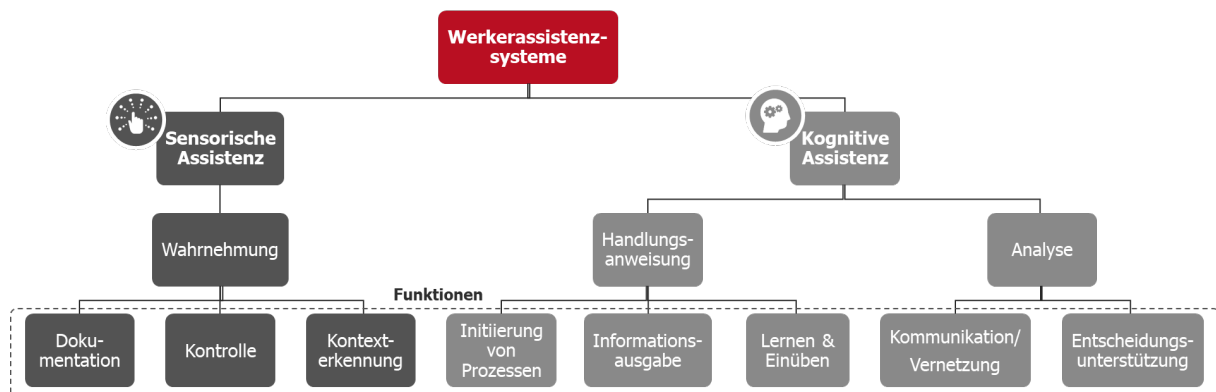 Werkerassistenz-
systeme
Sensorische
Assistenz
Kognitive
Assistenz
Wahrnehmung
Handlungs-
anweisung
Analyse
Funktionen
Doku-
mentation
Kontrolle
Kontext-
erkennung
Initiierung
von
Prozessen
Informations-
ausgabe
Lernen &
Einüben
Kommunikation/
Vernetzung
Entscheidungs-
unterstützung